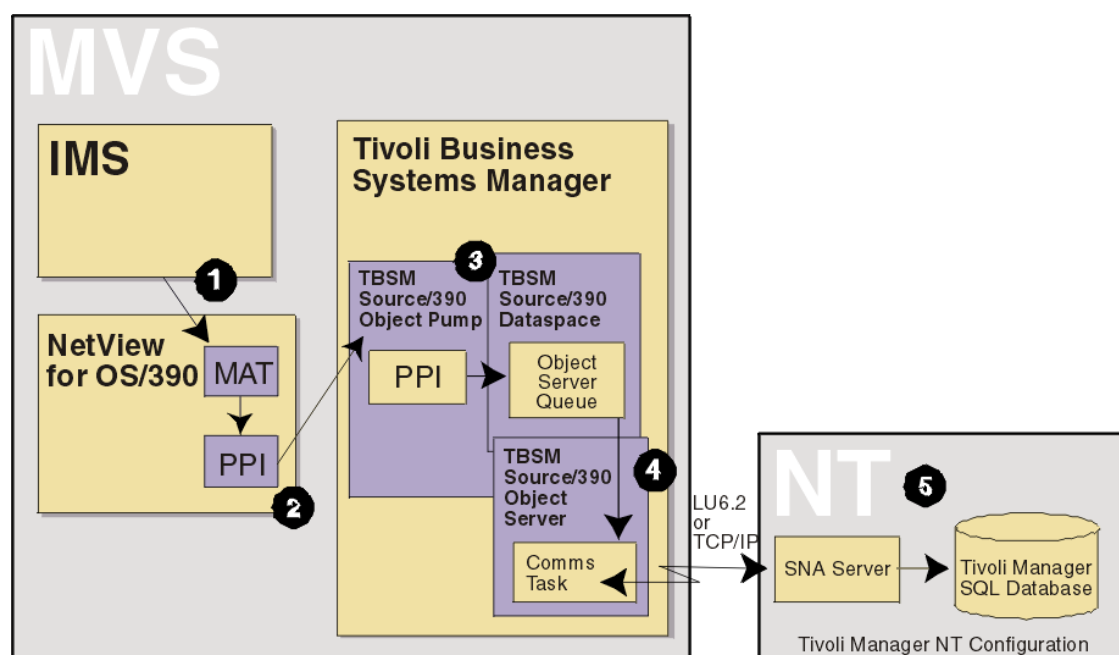 MVS
IMS
1
NetView
for OS/390
MAT
PPI
2
Tivoli Business
Systems Manager
3
TBSM
Source/390
Object Pump
PPI
TBSM
Source/390
Dataspace
Object
Server
Queue
TBSM
Source/390
Object
Server
4
Comms
Task
LU6.2
or
TCP/IP
NT
5
SNA Server
Tivoli Manager
SQL Database
Tivoli Manager NT Configuration